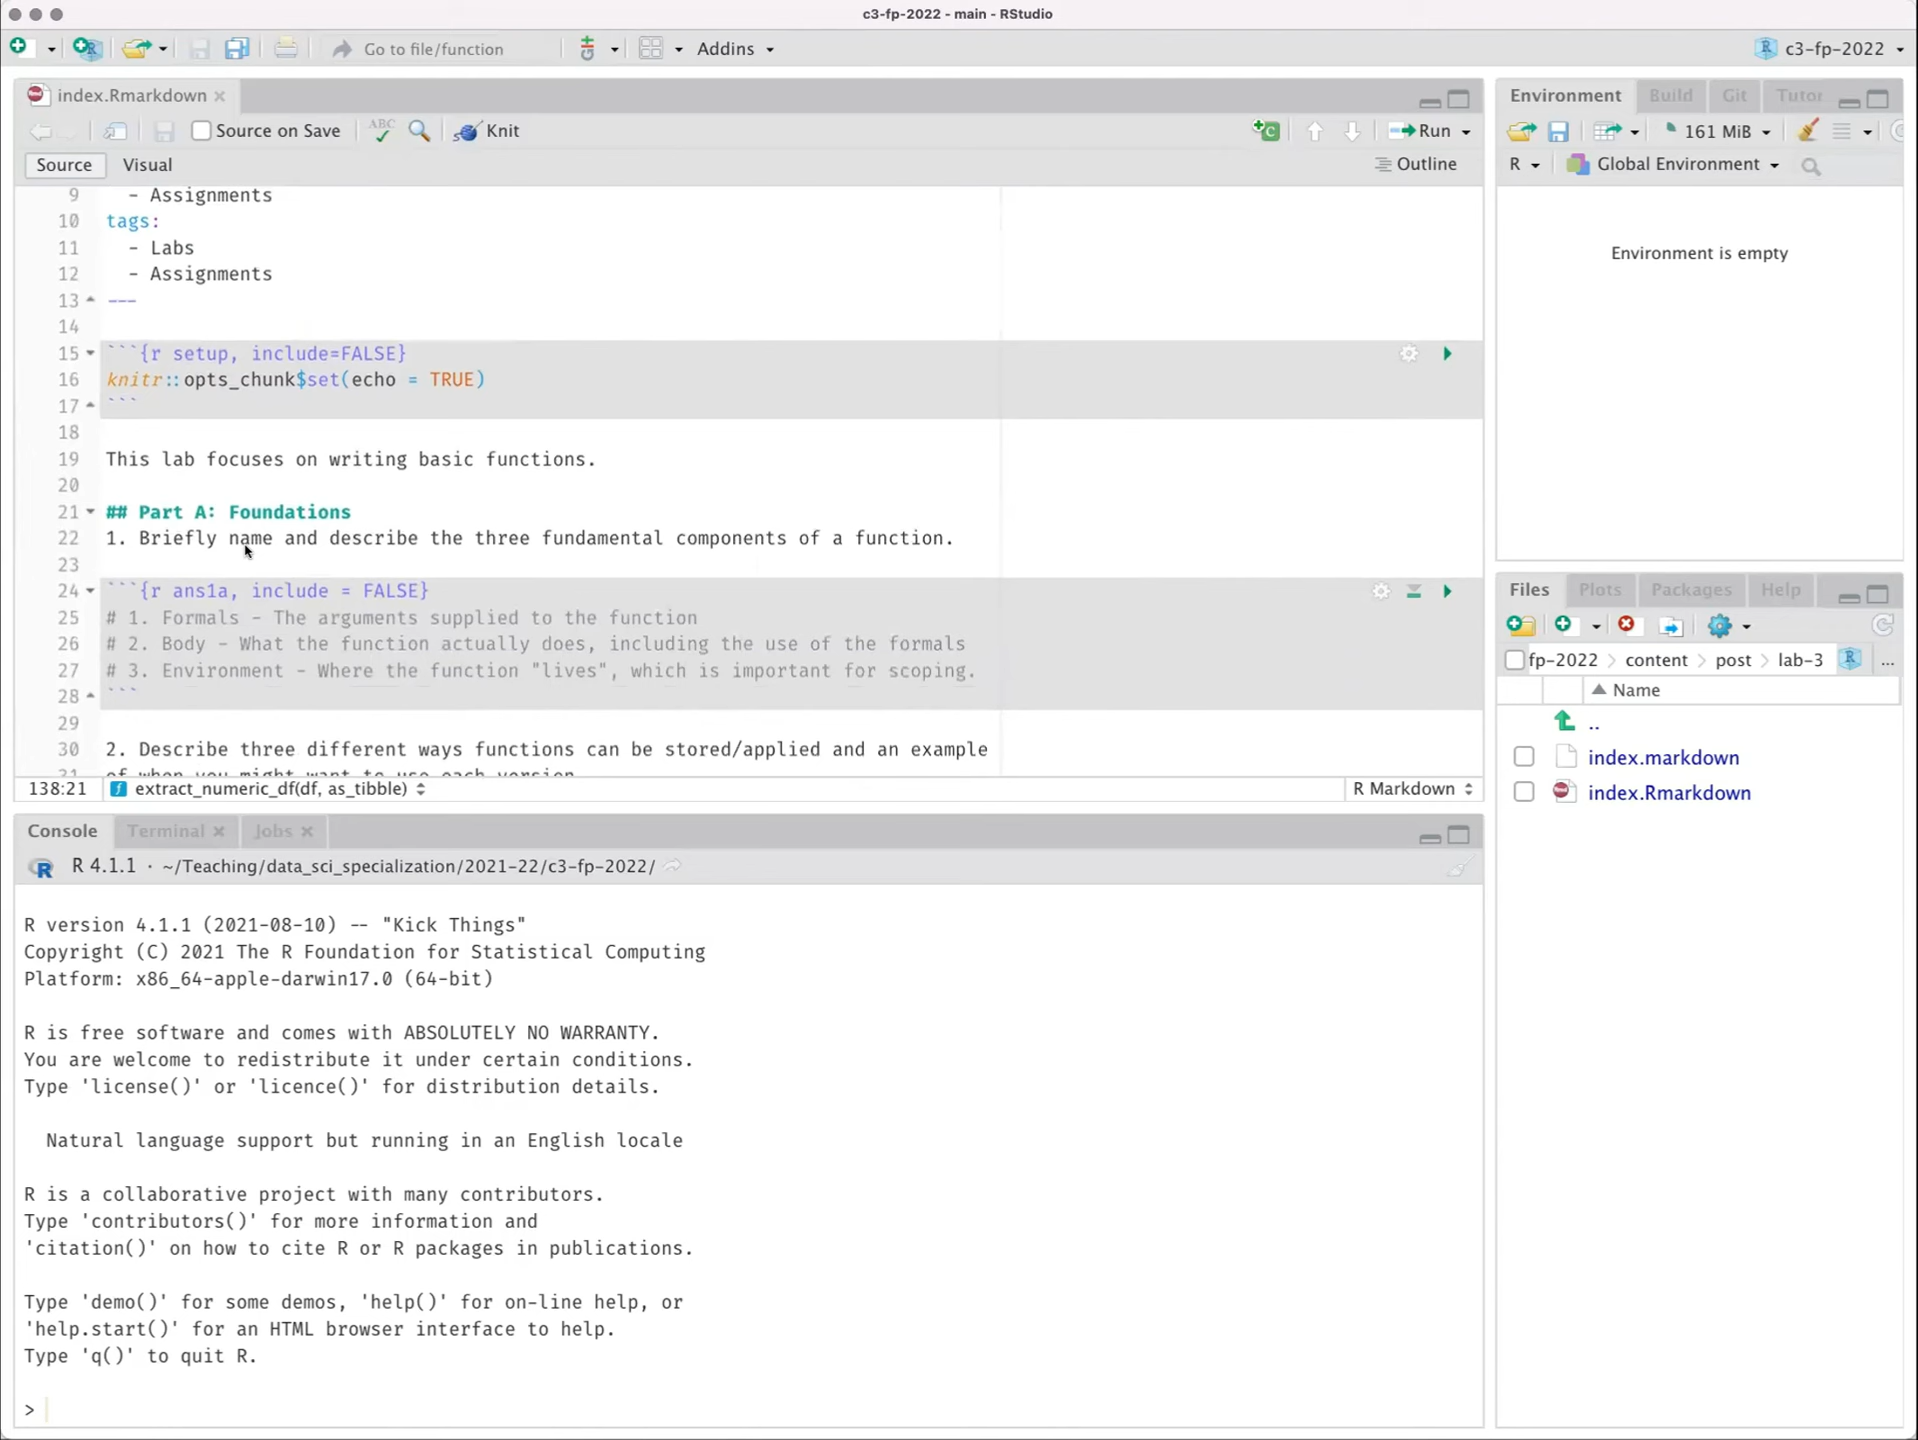 c3-fp-2022 - main - RStudio
Go to file/function
Addins
c3-fp-2022
index.Rmarkdown
Source on Save
ABC
Knit
Run
Source
Visual
Outline
9 - Assignments
10 tags:
11 - Labs
12 - Assignments
13 ---
14
15 ```{r setup, include=FALSE}
16 knitr::opts_chunk$set(echo = TRUE)
17 ```
18
19 This lab focuses on writing basic functions.
20
21 ## Part A: Foundations
22 1. Briefly name and describe the three fundamental components of a function.
23
24 ```{r ans1a, include = FALSE}
25 # 1. Formals - The arguments supplied to the function
26 # 2. Body - What the function actually does, including the use of the formals
27 # 3. Environment - Where the function "lives", which is important for scoping.
28 ```
29
30 2. Describe three different ways functions can be stored/applied and an example
31 of when you might want to use each version.
138:21 extract_numeric_df(df, as_tibble) R Markdown
Console Terminal Jobs
R 4.1.1 · ~/Teaching/data_sci_specialization/2021-22/c3-fp-2022/
R version 4.1.1 (2021-08-10) -- "Kick Things"
Copyright (C) 2021 The R Foundation for Statistical Computing
Platform: x86_64-apple-darwin17.0 (64-bit)
R is free software and comes with ABSOLUTELY NO WARRANTY.
You are welcome to redistribute it under certain conditions.
Type 'license()' or 'licence()' for distribution details.
Natural language support but running in an English locale
R is a collaborative project with many contributors.
Type 'contributors()' for more information and
'citation()' on how to cite R or R packages in publications.
Type 'demo()' for some demos, 'help()' for on-line help, or
'help.start()' for an HTML browser interface to help.
Type 'q()' to quit R.
>
Environment Build Git Tutor
161 MiB
R Global Environment
Environment is empty
Files Plots Packages Help
fp-2022 content post lab-3 ...
Name
..
index.markdown
index.Rmarkdown